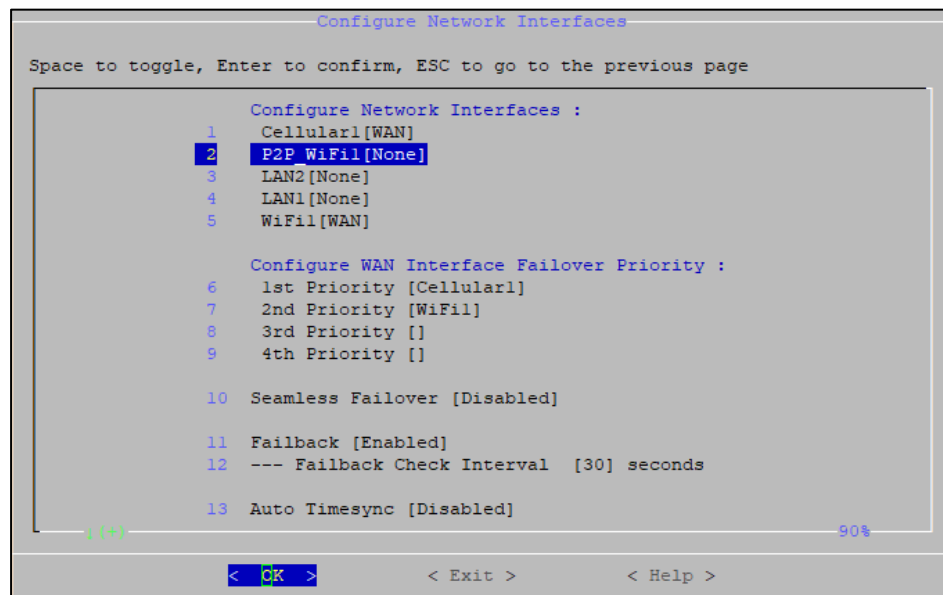 Configure Network Interfaces
Space to toggle, Enter to confirm, ESC to go to the previous page
Configure Network Interfaces :
1 Cellular1[WAN]
2 P2P_WiFi1[None]
3 LAN2[None]
4 LAN1[None]
5 WiFi1[WAN]
Configure WAN Interface Failover Priority :
6 1st Priority [Cellular1]
7 2nd Priority [WiFi1]
8 3rd Priority []
9 4th Priority []
10 Seamless Failover [Disabled]
11 Failback [Enabled]
12 --- Failback Check Interval [30] seconds
13 Auto Timesync [Disabled]
↓(+) 90%
< OK > < Exit > < Help >